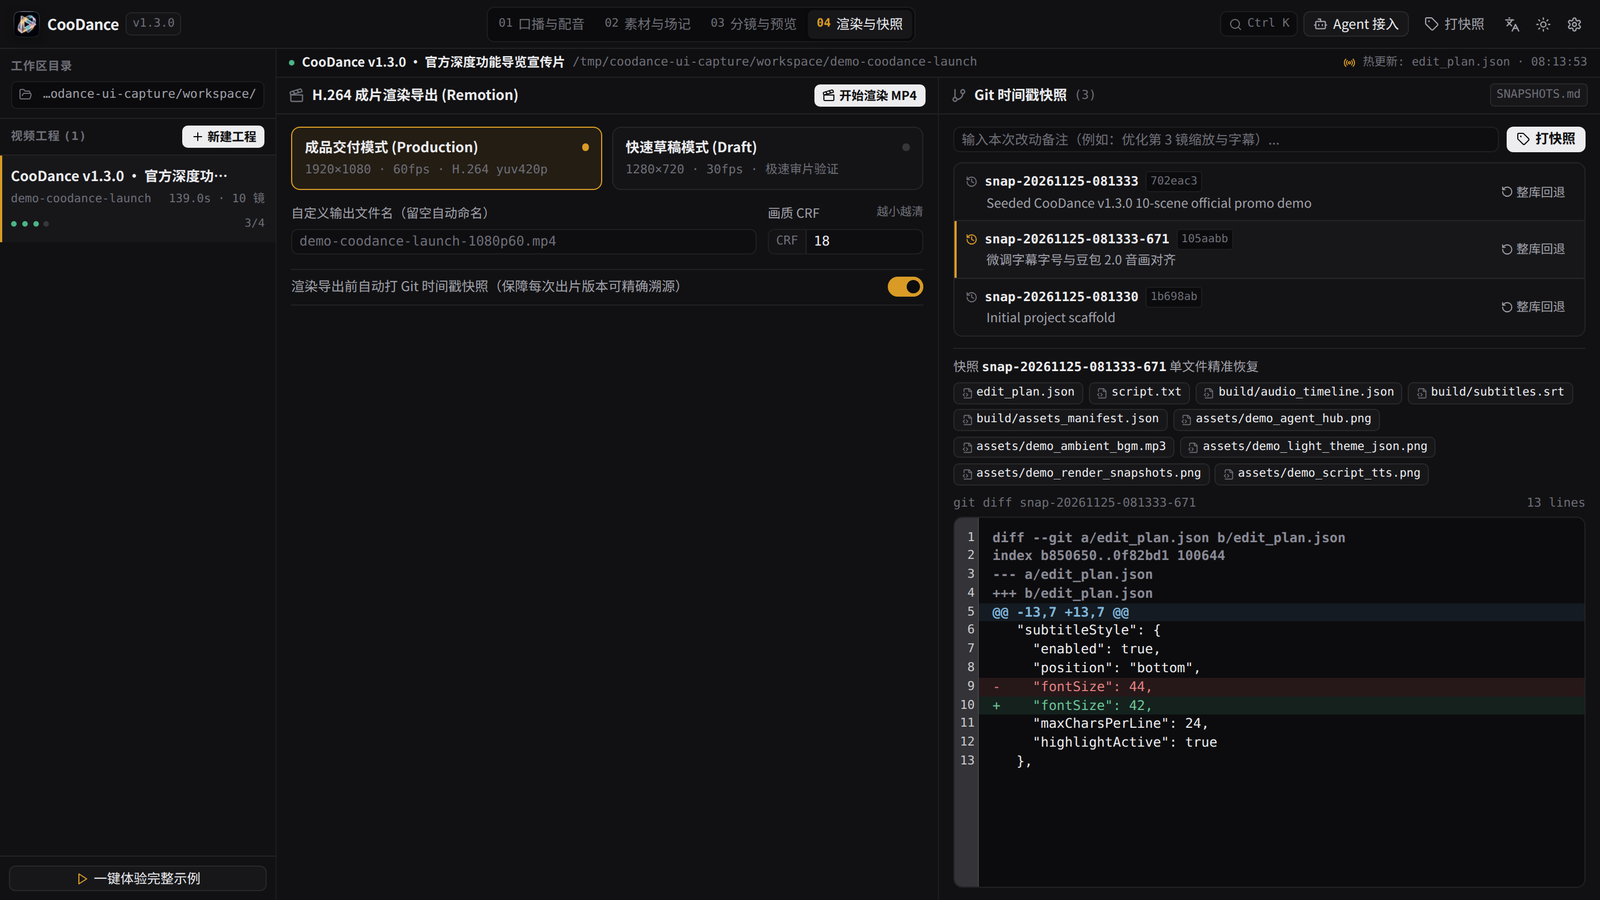 CooDance v1.3.0
01 口播与配音 02 素材与场记 03 分镜与预览 04 渲染与快照
Ctrl K Agent 接入 打快照
工作区目录
…odance-ui-capture/workspace/
视频工程 (1) + 新建工程
CooDance v1.3.0 • 官方深度功…
demo-coodance-launch 139.0s · 10 镜
3/4
一键体验完整示例
CooDance v1.3.0 • 官方深度功能导览宣传片 /tmp/coodance-ui-capture/workspace/demo-coodance-launch
热更新: edit_plan.json · 08:13:53
H.264 成片渲染导出 (Remotion) 开始渲染 MP4
成品交付模式 (Production)
1920×1080 · 60fps · H.264 yuv420p
快速草稿模式 (Draft)
1280×720 · 30fps · 极速审片验证
自定义输出文件名（留空自动命名）
demo-coodance-launch-1080p60.mp4
画质 CRF 越小越清
CRF 18
渲染导出前自动打 Git 时间戳快照（保障每次出片版本可精确溯源）
Git 时间戳快照 (3) SNAPSHOTS.md
输入本次改动备注（例如：优化第 3 镜缩放与字幕）... 打快照
snap-20261125-081333 702eac3
Seeded CooDance v1.3.0 10-scene official promo demo
整库回退
snap-20261125-081333-671 105aabb
微调字幕字号与豆包 2.0 音画对齐
整库回退
snap-20261125-081330 1b698ab
Initial project scaffold
整库回退
快照 snap-20261125-081333-671 单文件精准恢复
edit_plan.json script.txt build/audio_timeline.json build/subtitles.srt
build/assets_manifest.json assets/demo_agent_hub.png
assets/demo_ambient_bgm.mp3 assets/demo_light_theme_json.png
assets/demo_render_snapshots.png assets/demo_script_tts.png
git diff snap-20261125-081333-671 13 lines
1 diff --git a/edit_plan.json b/edit_plan.json
2 index b850650..0f82bd1 100644
3 --- a/edit_plan.json
4 +++ b/edit_plan.json
5 @@ -13,7 +13,7 @@
6 "subtitleStyle": {
7 "enabled": true,
8 "position": "bottom",
9 - "fontSize": 44,
10 + "fontSize": 42,
11 "maxCharsPerLine": 24,
12 "highlightActive": true
13 },